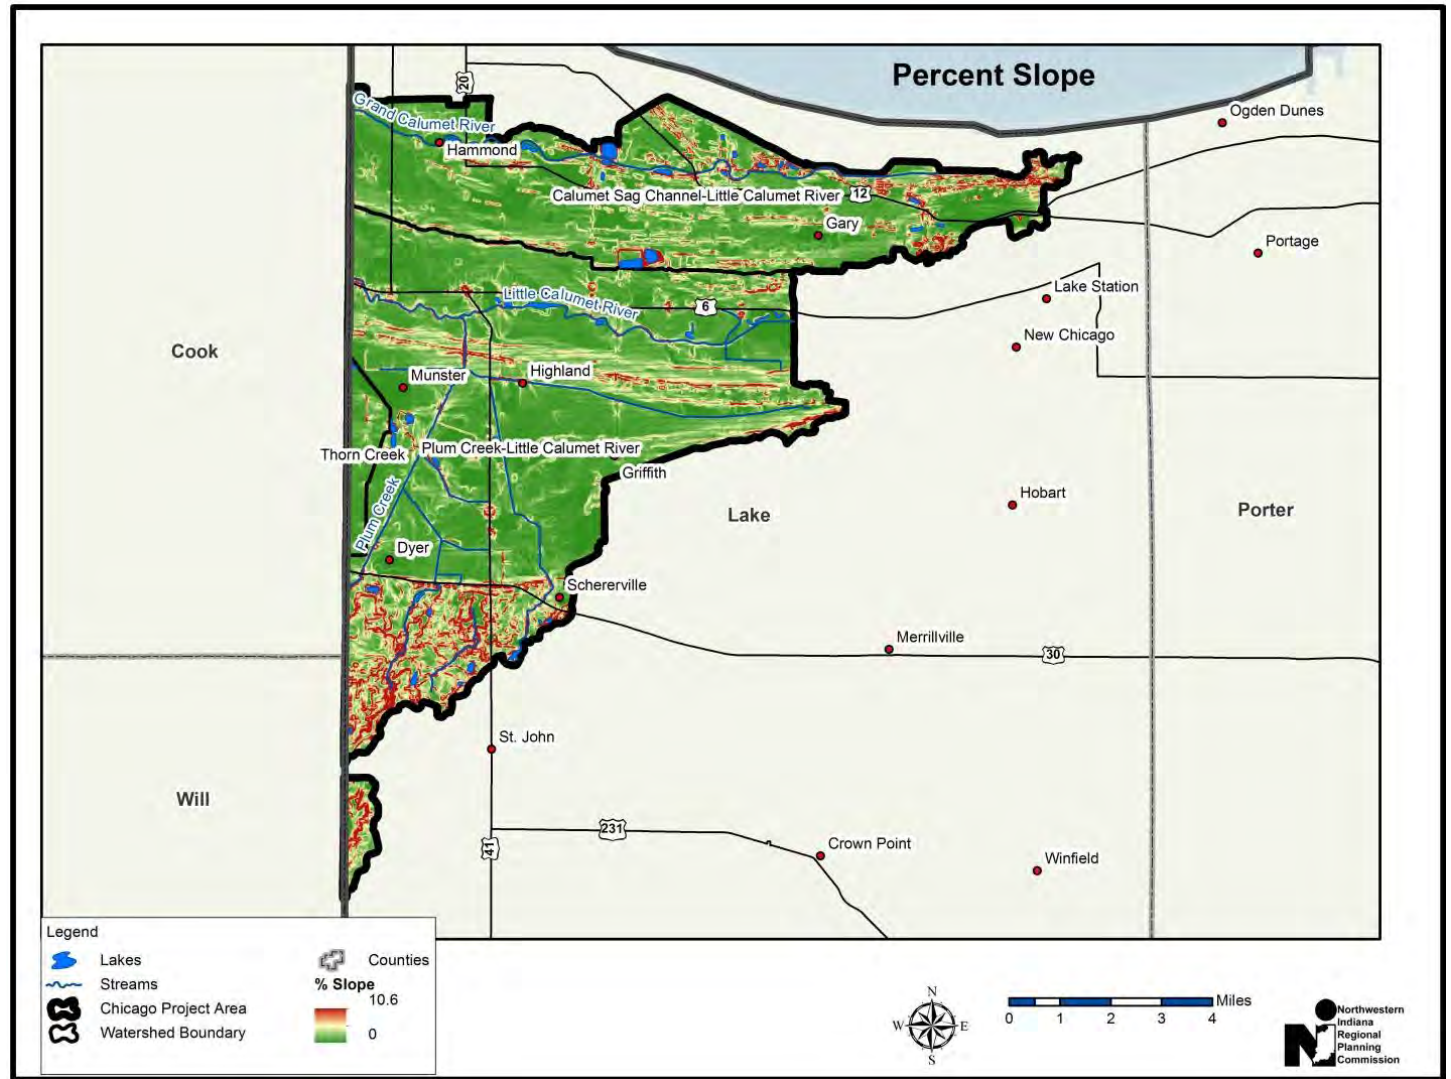 Percent Slope
20
Ogden Dunes
Grand Calumet River
Hammond
Calumet Sag Channel-Little Calumet River
12
Gary
Portage
Lake Station
Little Calumet River
6
New Chicago
Cook
Munster
Highland
Thorn Creek
Plum Creek-Little Calumet River
Griffith
Plum Creek
Hobart
Lake
Porter
Dyer
Schererville
Merrillville
30
St. John
Will
231
41
Crown Point
Winfield
Legend
Lakes
Streams
Chicago Project Area
Watershed Boundary
Counties
% Slope
10.6
0
N
W
E
S
Miles
0 1 2 3 4
Northwestern
Indiana
Regional
Planning
Commission